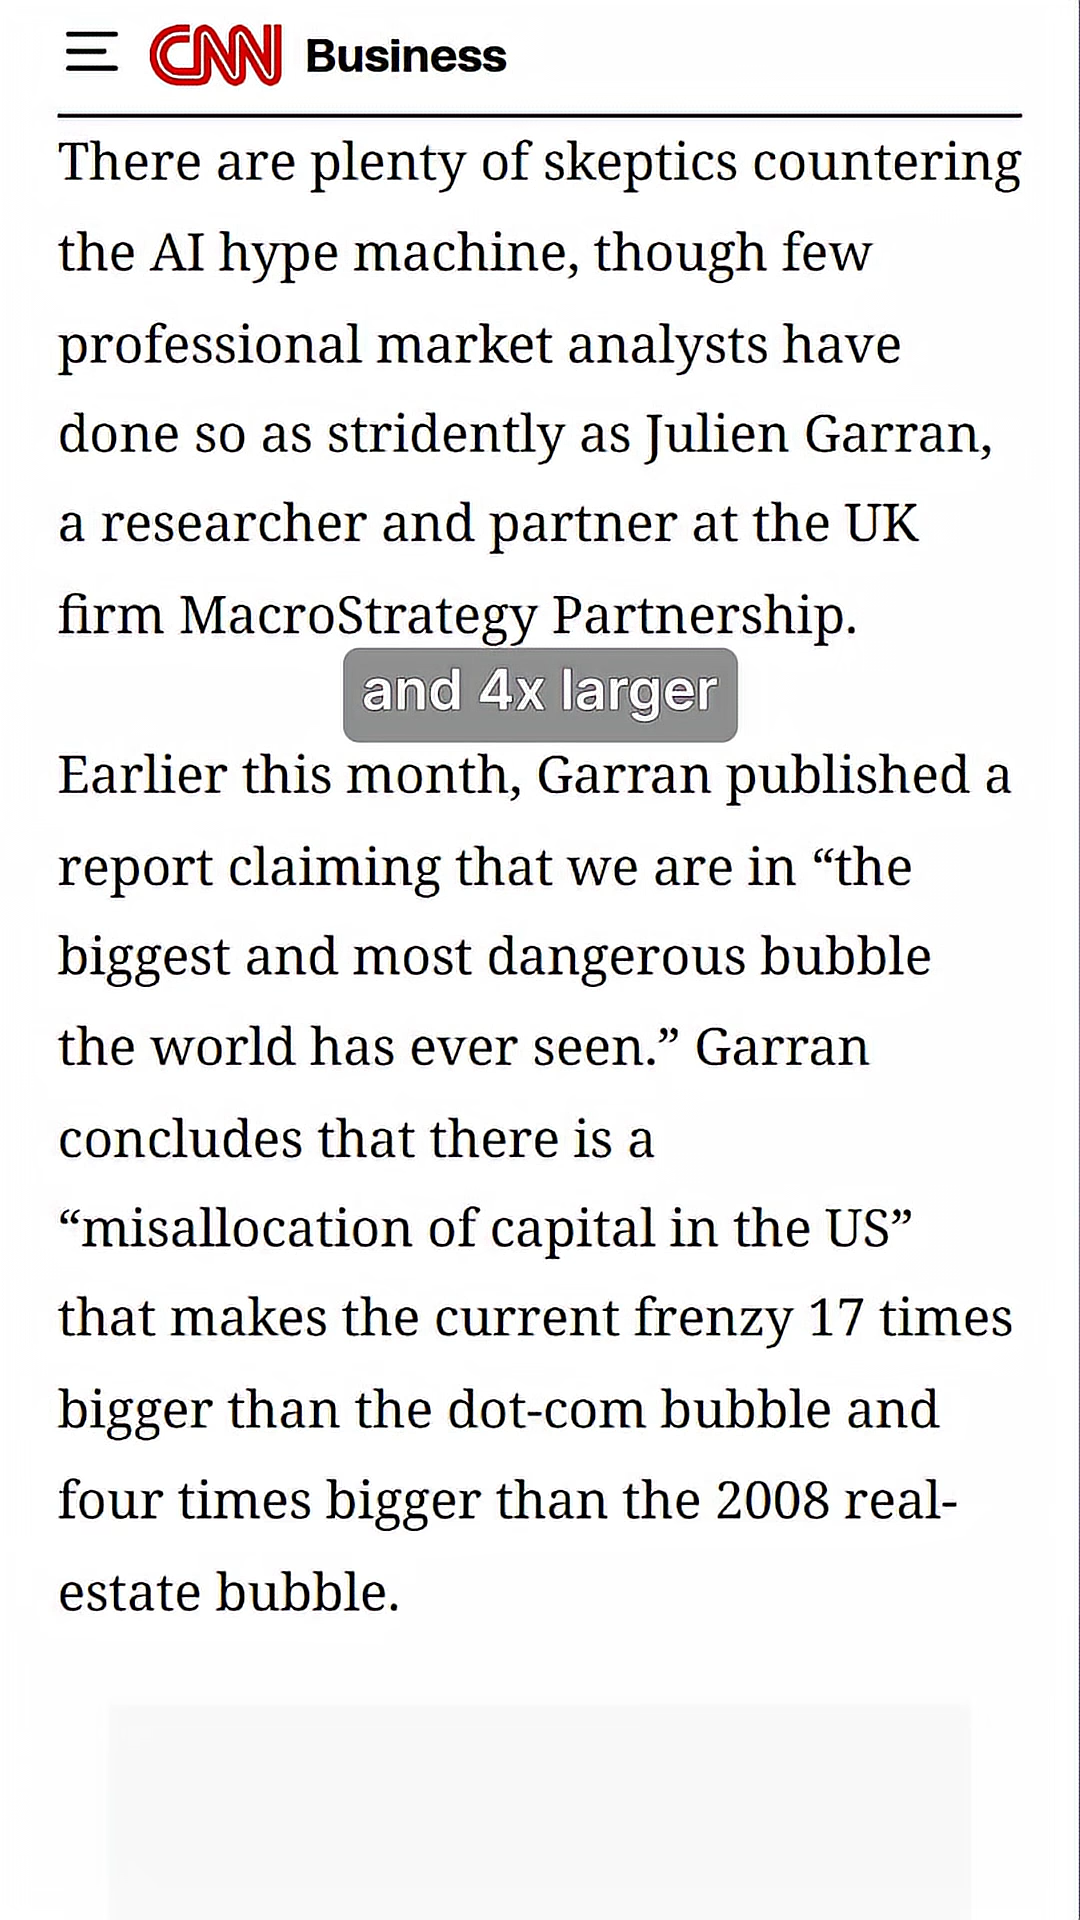 CNN Business
There are plenty of skeptics countering
the AI hype machine, though few
professional market analysts have
done so as stridently as Julien Garran,
a researcher and partner at the UK
firm MacroStrategy Partnership.
and 4x larger
Earlier this month, Garran published a
report claiming that we are in “the
biggest and most dangerous bubble
the world has ever seen.” Garran
concludes that there is a
“misallocation of capital in the US”
that makes the current frenzy 17 times
bigger than the dot-com bubble and
four times bigger than the 2008 real-
estate bubble.